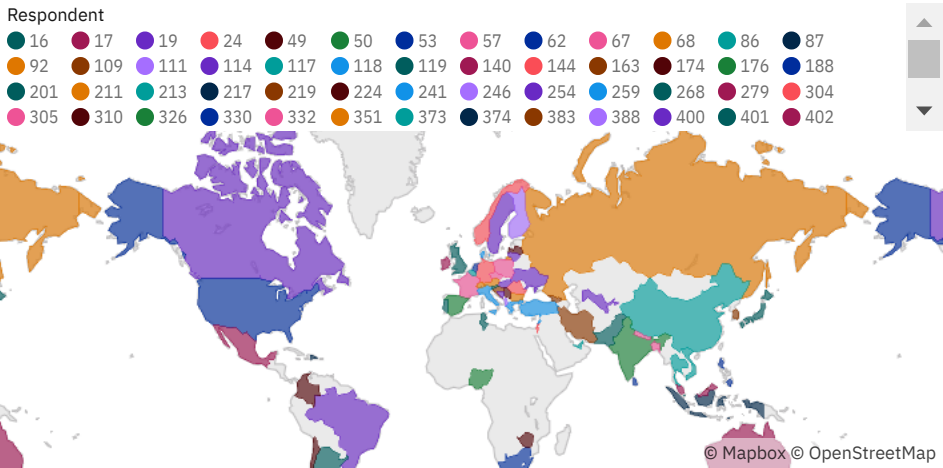 Respondent
16 17 19 24 49 50 53 57 62 67 68 86 87
92 109 111 114 117 118 119 140 144 163 174 176 188
201 211 213 217 219 224 241 246 254 259 268 279 304
305 310 326 330 332 351 373 374 383 388 400 401 402
© Mapbox © OpenStreetMap